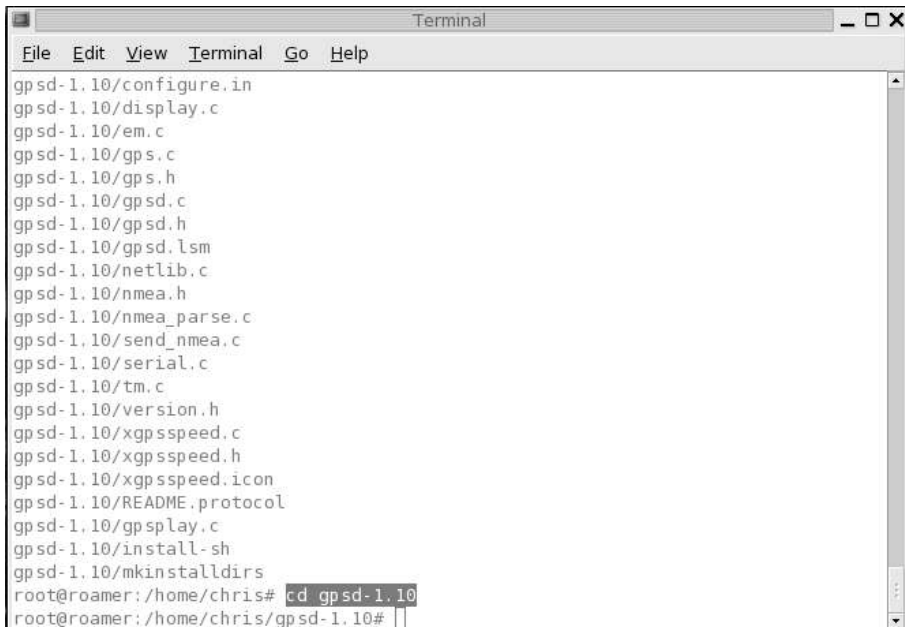 Terminal
File Edit View Terminal Go Help
gpsd-1.10/configure.in
gpsd-1.10/display.c
gpsd-1.10/em.c
gpsd-1.10/gps.c
gpsd-1.10/gps.h
gpsd-1.10/gpsd.c
gpsd-1.10/gpsd.h
gpsd-1.10/gpsd.lsm
gpsd-1.10/netlib.c
gpsd-1.10/nmea.h
gpsd-1.10/nmea_parse.c
gpsd-1.10/send_nmea.c
gpsd-1.10/serial.c
gpsd-1.10/tm.c
gpsd-1.10/version.h
gpsd-1.10/xgpsspeed.c
gpsd-1.10/xgpsspeed.h
gpsd-1.10/xgpsspeed.icon
gpsd-1.10/README.protocol
gpsd-1.10/gpsplay.c
gpsd-1.10/install-sh
gpsd-1.10/mkinstalldirs
root@roamer:/home/chris# cd gpsd-1.10
root@roamer:/home/chris/gpsd-1.10#